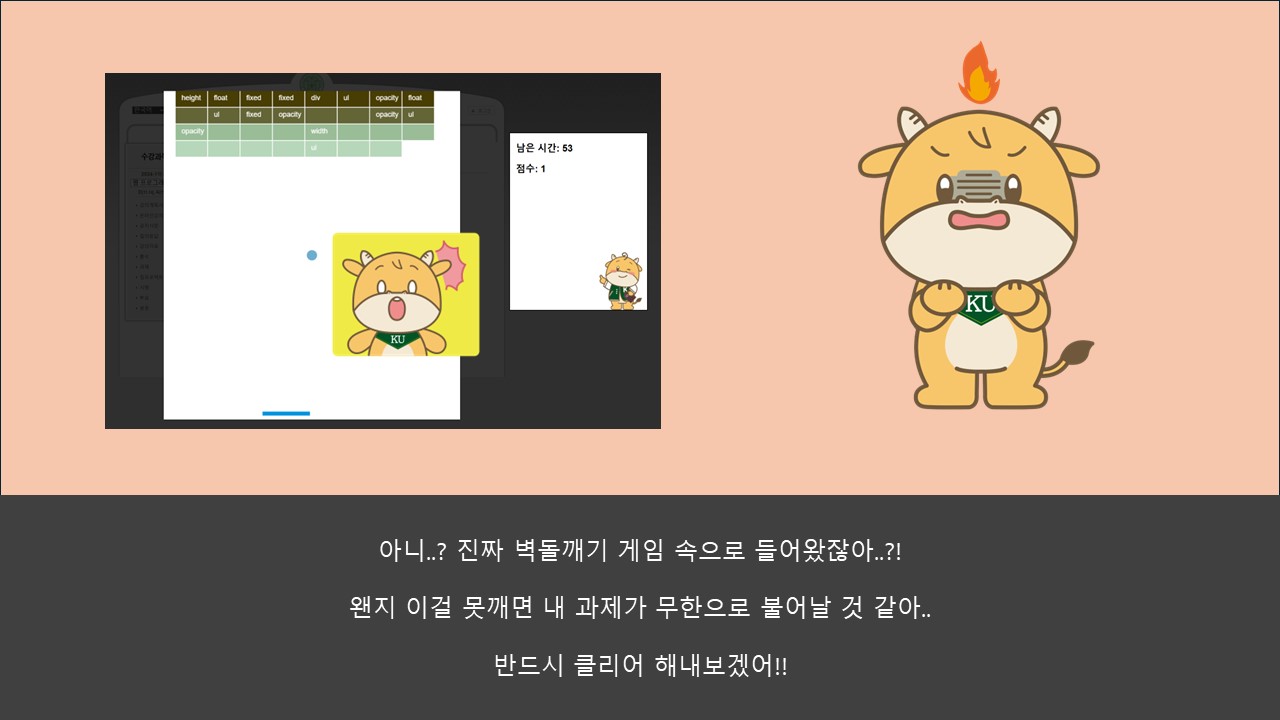 height float fixed fixed div ul opacity float
ul fixed opacity opacity ul
opacity width
ul
남은 시간: 53
점수: 1
KU
KU
아니..? 진짜 벽돌깨기 게임 속으로 들어왔잖아..?!
왠지 이걸 못깨면 내 과제가 무한으로 불어날 것 같아..
반드시 클리어 해내보겠어!!